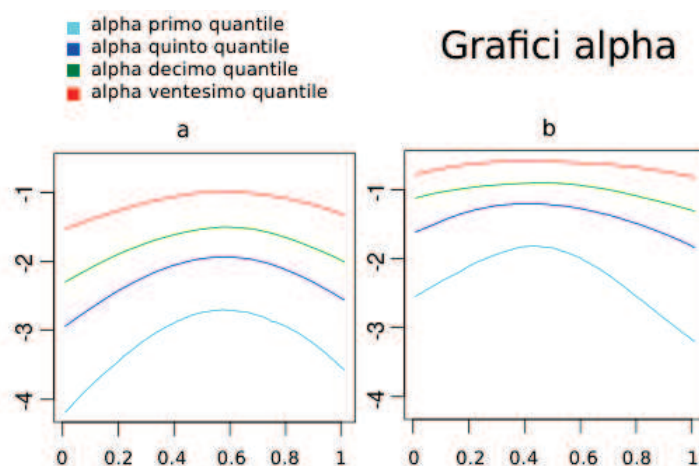 alpha primo quantile
alpha quinto quantile
alpha decimo quantile
alpha ventesimo quantile
Grafici alpha
a
b
-1
-2
-3
-4
0 0.2 0.4 0.6 0.8 1
-1
-2
-3
-4
0 0.2 0.4 0.6 0.8 1